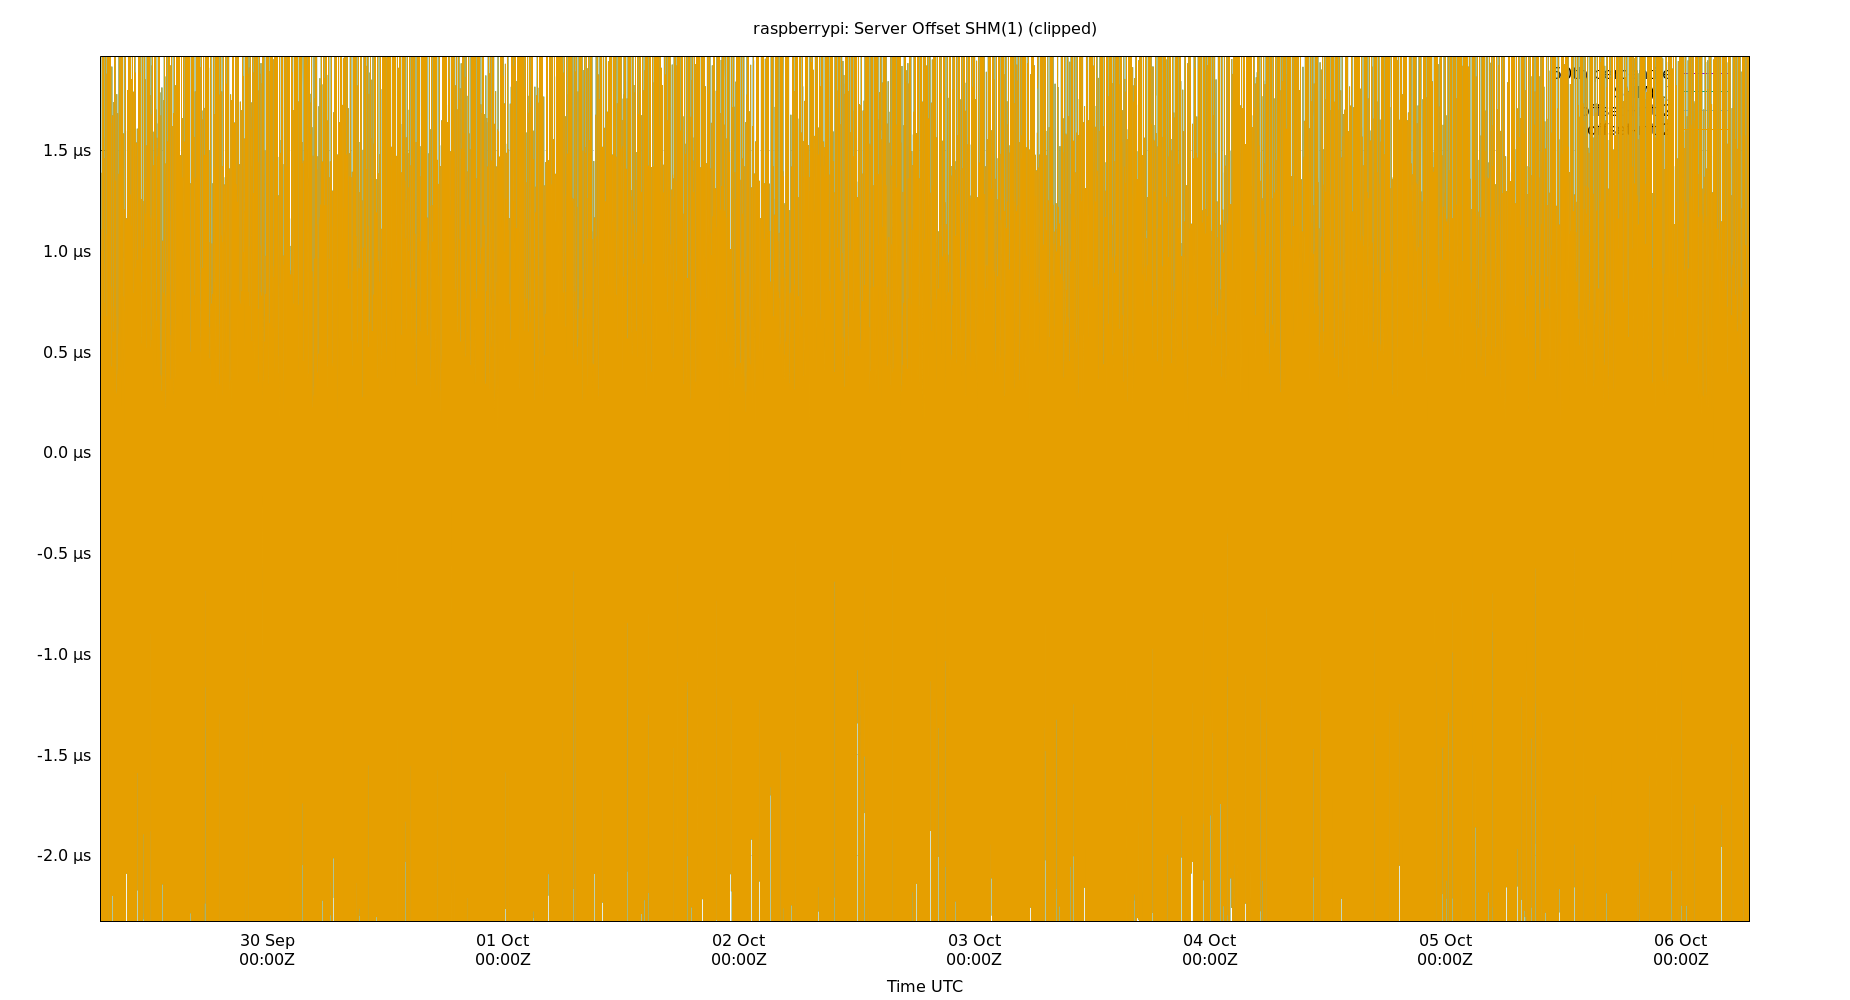 raspberrypi: Server Offset SHM(1) (clipped)
1.5 µs
1.0 µs
0.5 µs
0.0 µs
-0.5 µs
-1.0 µs
-1.5 µs
-2.0 µs
30 Sep 01 Oct 02 Oct 03 Oct 04 Oct 05 Oct 06 Oct
00:00Z 00:00Z 00:00Z 00:00Z 00:00Z 00:00Z 00:00Z
Time UTC